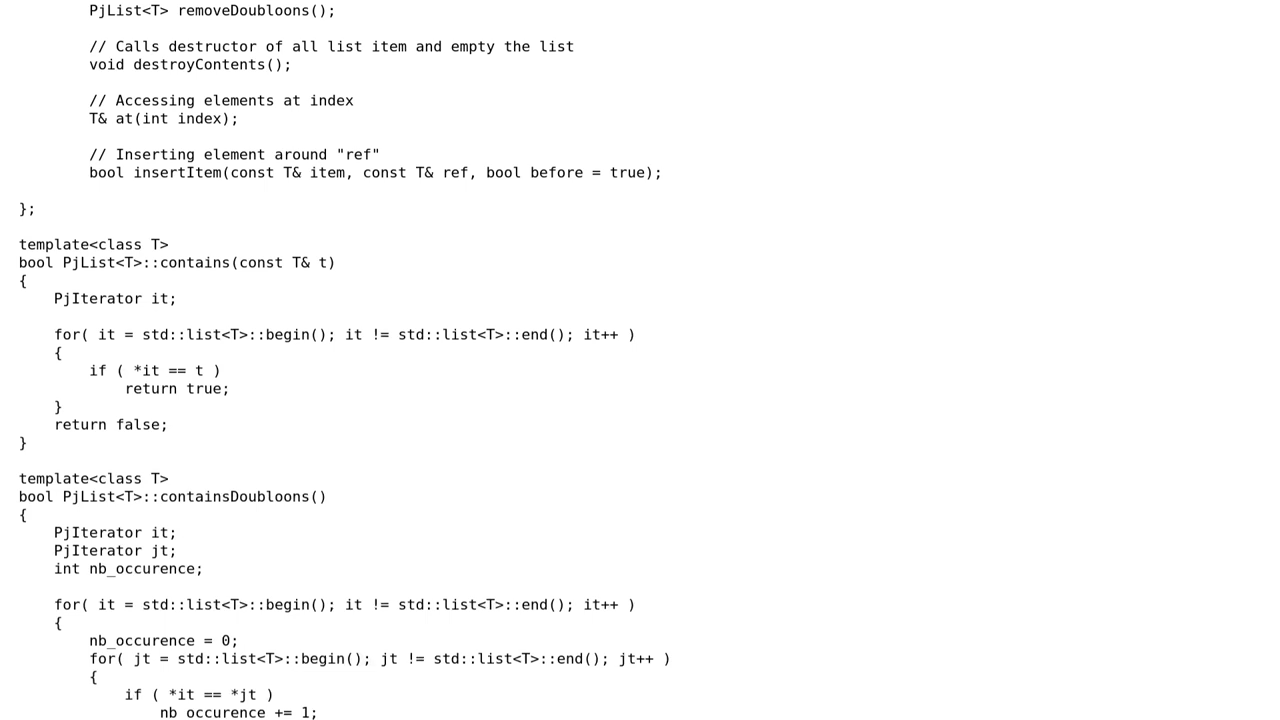 PjList<T> removeDoubloons();
// Calls destructor of all list item and empty the list
void destroyContents();
// Accessing elements at index
T& at(int index);
// Inserting element around "ref"
bool insertItem(const T& item, const T& ref, bool before = true);
};
template<class T>
bool PjList<T>::contains(const T& t)
{
PjIterator it;
for( it = std::list<T>::begin(); it != std::list<T>::end(); it++ )
{
if ( *it == t )
return true;
}
return false;
}
template<class T>
bool PjList<T>::containsDoubloons()
{
PjIterator it;
PjIterator jt;
int nb_occurence;
for( it = std::list<T>::begin(); it != std::list<T>::end(); it++ )
{
nb_occurence = 0;
for( jt = std::list<T>::begin(); jt != std::list<T>::end(); jt++ )
{
if ( *it == *jt )
nb_occurence += 1;